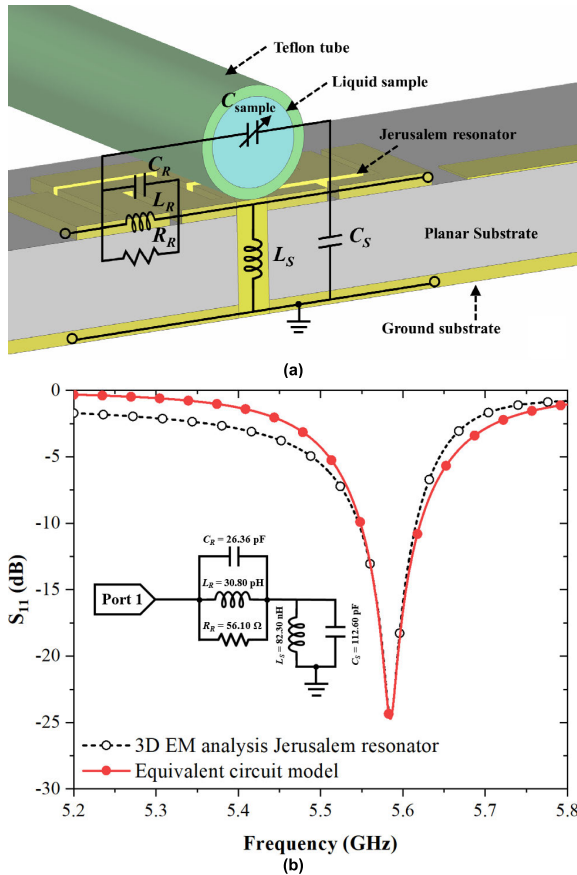 Teflon tube
Liquid sample
C_sample
Jerusalem resonator
C_R
L_R
R_R
L_S
C_S
Planar Substrate
Ground substrate
(a)
0
-5
-10
-15
-20
-25
-30
S_11 (dB)
C_R = 26.36 pF
Port 1
L_R = 30.80 pH
R_R = 56.10 Ω
L_S = 82.30 nH
C_S = 112.60 pF
3D EM analysis Jerusalem resonator
Equivalent circuit model
5.2 5.3 5.4 5.5 5.6 5.7 5.8
Frequency (GHz)
(b)